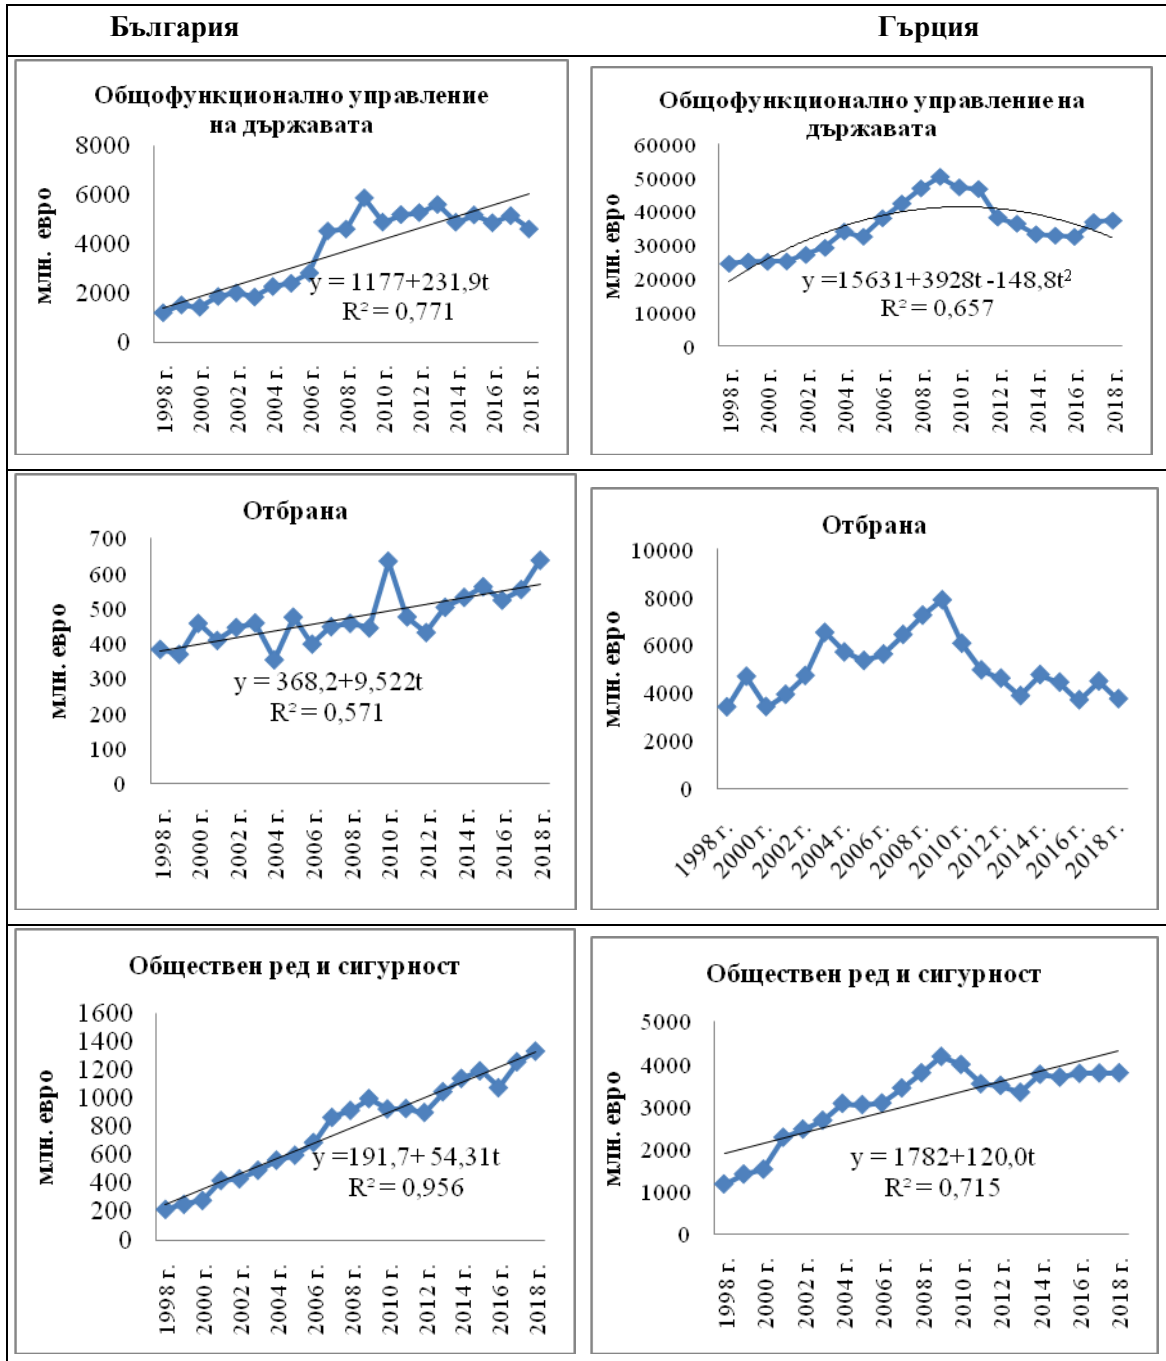 България
Гърция
Общофункционално управление
на държавата
млн. евро
8000
6000
4000
2000
0
y = 1177+231,9t
R² = 0,771
1998 г.
2000 г.
2002 г.
2004 г.
2006 г.
2008 г.
2010 г.
2012 г.
2014 г.
2016 г.
2018 г.
Общофункционално управление на
държавата
млн. евро
60000
50000
40000
30000
20000
10000
0
y =15631+3928t -148,8t²
R² = 0,657
1998 г.
2000 г.
2002 г.
2004 г.
2006 г.
2008 г.
2010 г.
2012 г.
2014 г.
2016 г.
2018 г.
Отбрана
млн. евро
700
600
500
400
300
200
100
0
y = 368,2+9,522t
R² = 0,571
1998 г.
2000 г.
2002 г.
2004 г.
2006 г.
2008 г.
2010 г.
2012 г.
2014 г.
2016 г.
2018 г.
Отбрана
млн. евро
10000
8000
6000
4000
2000
0
1998 г.
2000 г.
2002 г.
2004 г.
2006 г.
2008 г.
2010 г.
2012 г.
2014 г.
2016 г.
2018 г.
Обществен ред и сигурност
млн. евро
1600
1400
1200
1000
800
600
400
200
0
y =191,7+ 54,31t
R² = 0,956
1998 г.
2000 г.
2002 г.
2004 г.
2006 г.
2008 г.
2010 г.
2012 г.
2014 г.
2016 г.
2018 г.
Обществен ред и сигурност
млн. евро
5000
4000
3000
2000
1000
0
y = 1782+120,0t
R² = 0,715
1998 г.
2000 г.
2002 г.
2004 г.
2006 г.
2008 г.
2010 г.
2012 г.
2014 г.
2016 г.
2018 г.